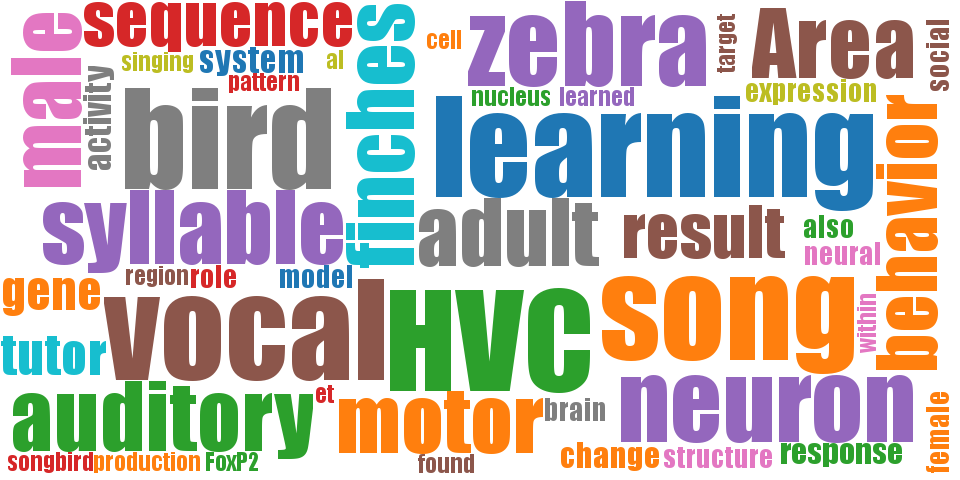 male
sequence
finches
cell
zebra
target
Area
social
singing
system
al
pattern
activity
bird
nucleus
learned
expression
learning
behavior
syllable
adult
result
also
neural
region
role
model
gene
vocal
HVC
song
within
tutor
auditory
et
motor
brain
neuron
female
songbird
production
FoxP2
found
change
structure
response